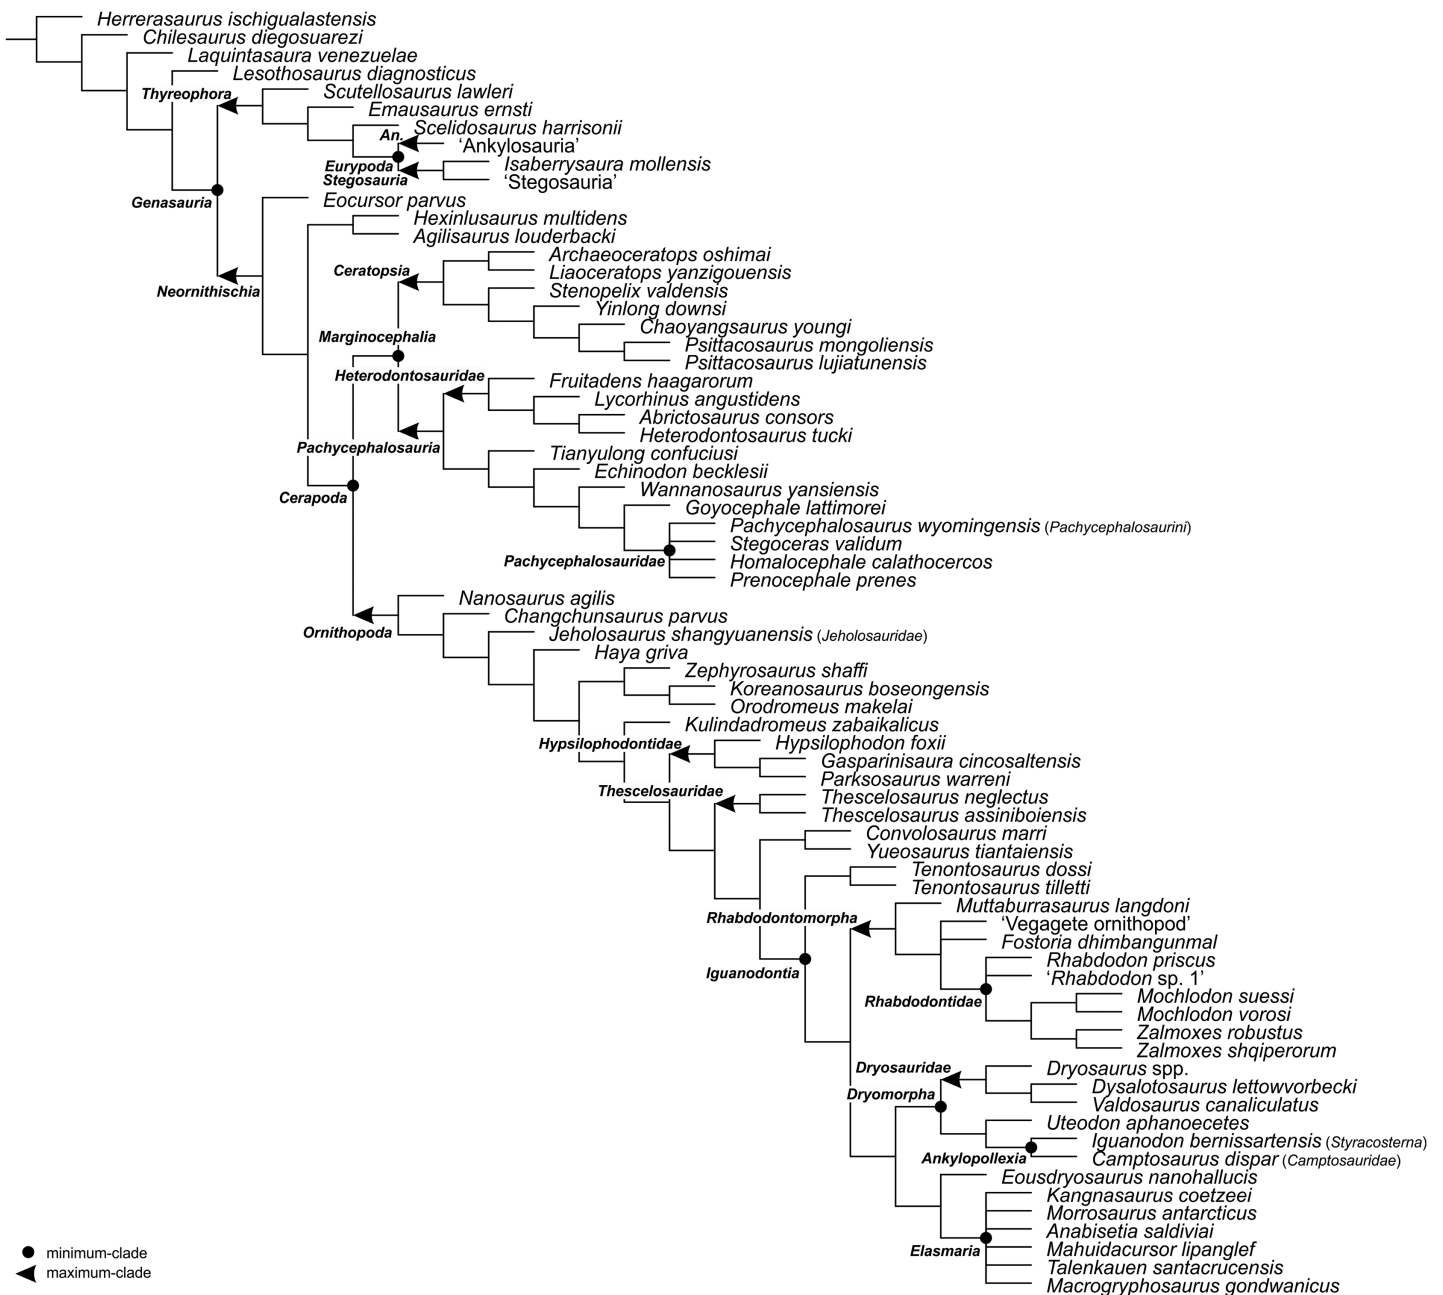 Herrerasaurus ischigualastensis
Chilesaurus diegosuarezi
Laquintasaura venezuelae
Lesothosaurus diagnosticus
Thyreophora
Scutellosaurus lawleri
Emausaurus ernsti
Scelidosaurus harrisonii
An.
‘Ankylosauria’
Eurypoda
Isaberrysaura mollensis
Stegosauria
‘Stegosauria’
Genasauria
Eocursor parvus
Hexinlusaurus multidens
Agilisaurus louderbacki
Archaeoceratops oshimai
Ceratopsia
Liaoceratops yanzigouensis
Neornithischia
Stenopelix valdensis
Yinlong downsi
Chaoyangsaurus youngi
Marginocephalia
Psittacosaurus mongoliensis
Psittacosaurus lujiatunensis
Heterodontosauridae
Fruitadens haagarorum
Lycorhinus angustidens
Abrictosaurus consors
Heterodontosaurus tucki
Pachycephalosauria
Tianyulong confuciusi
Echinodon becklesii
Wannanosaurus yansiensis
Cerapoda
Goyocephale lattimorei
Pachycephalosaurus wyomingensis (Pachycephalosaurini)
Stegoceras validum
Pachycephalosauridae
Homalocephale calathocercos
Prenocephale prenes
Nanosaurus agilis
Changchunsaurus parvus
Ornithopoda
Jeholosaurus shangyuanensis (Jeholosauridae)
Haya griva
Zephyrosaurus shaffi
Koreanosaurus boseongensis
Orodromeus makelai
Kulindadromeus zabaikalicus
Hypsilophodontidae
Hypsilophodon foxii
Gasparinisaura cincosaltensis
Parksosaurus warreni
Thescelosauridae
Thescelosaurus neglectus
Thescelosaurus assiniboiensis
Convolosaurus marri
Yueosaurus tiantaiensis
Tenontosaurus dossi
Tenontosaurus tilletti
Muttaburrasaurus langdoni
Rhabdodontomorpha
‘Vegagete ornithopod’
Fostoria dhimbangunmal
Rhabdodon priscus
Iguanodontia
‘Rhabdodon sp. 1’
Rhabdodontidae
Mochlodon suessi
Mochlodon vorosi
Zalmoxes robustus
Zalmoxes shqiperorum
Dryosauridae
Dryosaurus spp.
Dysalotosaurus lettowvorbecki
Dryomorpha
Valdosaurus canaliculatus
Uteodon aphanoecetes
Iguanodon bernissartensis (Styracosterna)
Ankylopollexia
Camptosaurus dispar (Camptosauridae)
Eousdryosaurus nanohallucis
Kangnasaurus coetzeei
Morrosaurus antarcticus
Anabisetia saldiviai
Elasmaria
Mahuidacursor lipanglef
Talenkauen santacrucensis
Macrogryphosaurus gondwanicus
minimum-clade
maximum-clade